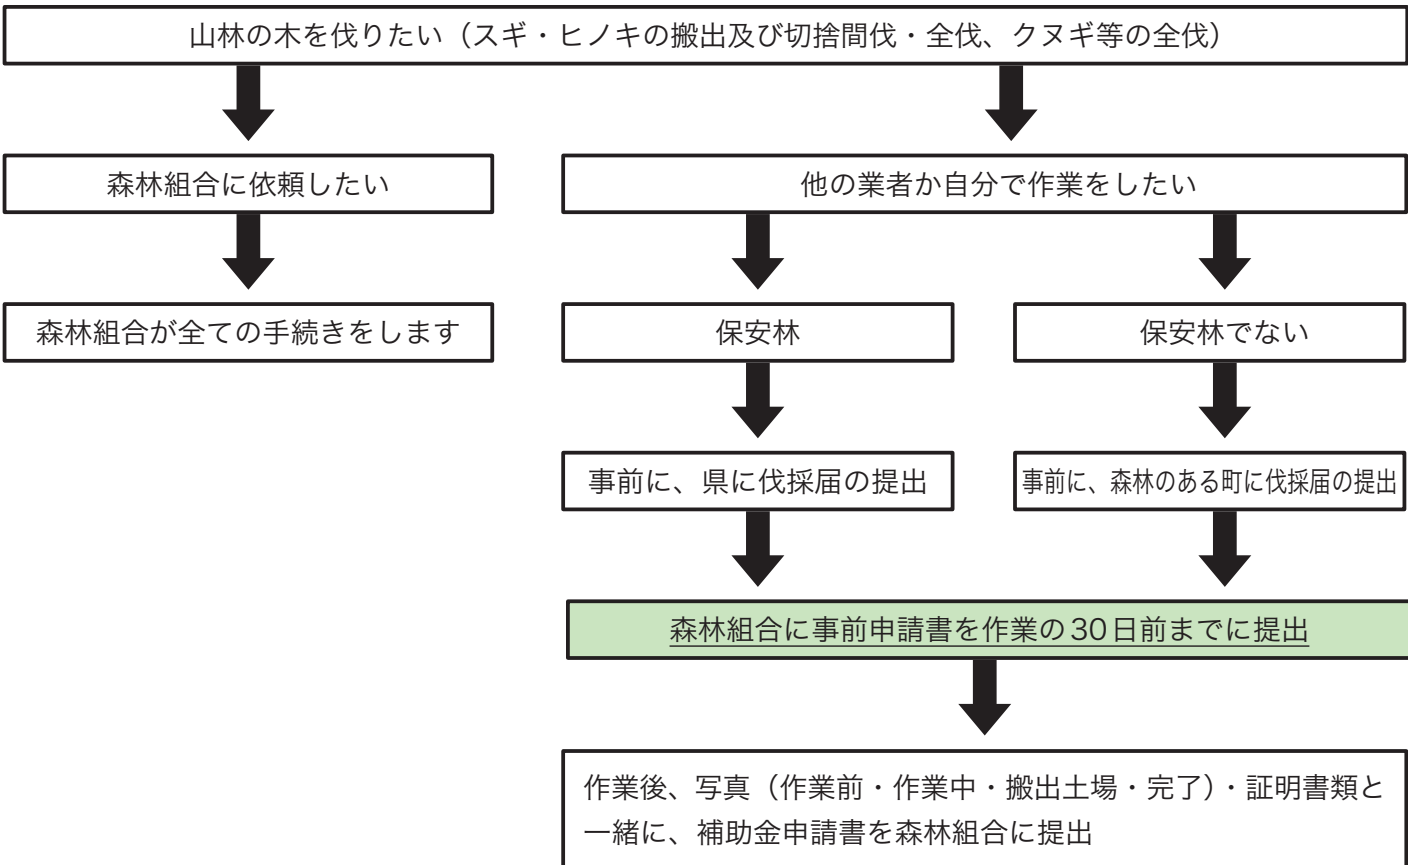 山林の木を伐りたい（スギ・ヒノキの搬出及び切捨間伐・全伐、クヌギ等の全伐）
森林組合に依頼したい
他の業者か自分で作業をしたい
森林組合が全ての手続きをします
保安林
保安林でない
事前に、県に伐採届の提出
事前に、森林のある町に伐採届の提出
森林組合に事前申請書を作業の30日前までに提出
作業後、写真（作業前・作業中・搬出土場・完了）・証明書類と
一緒に、補助金申請書を森林組合に提出